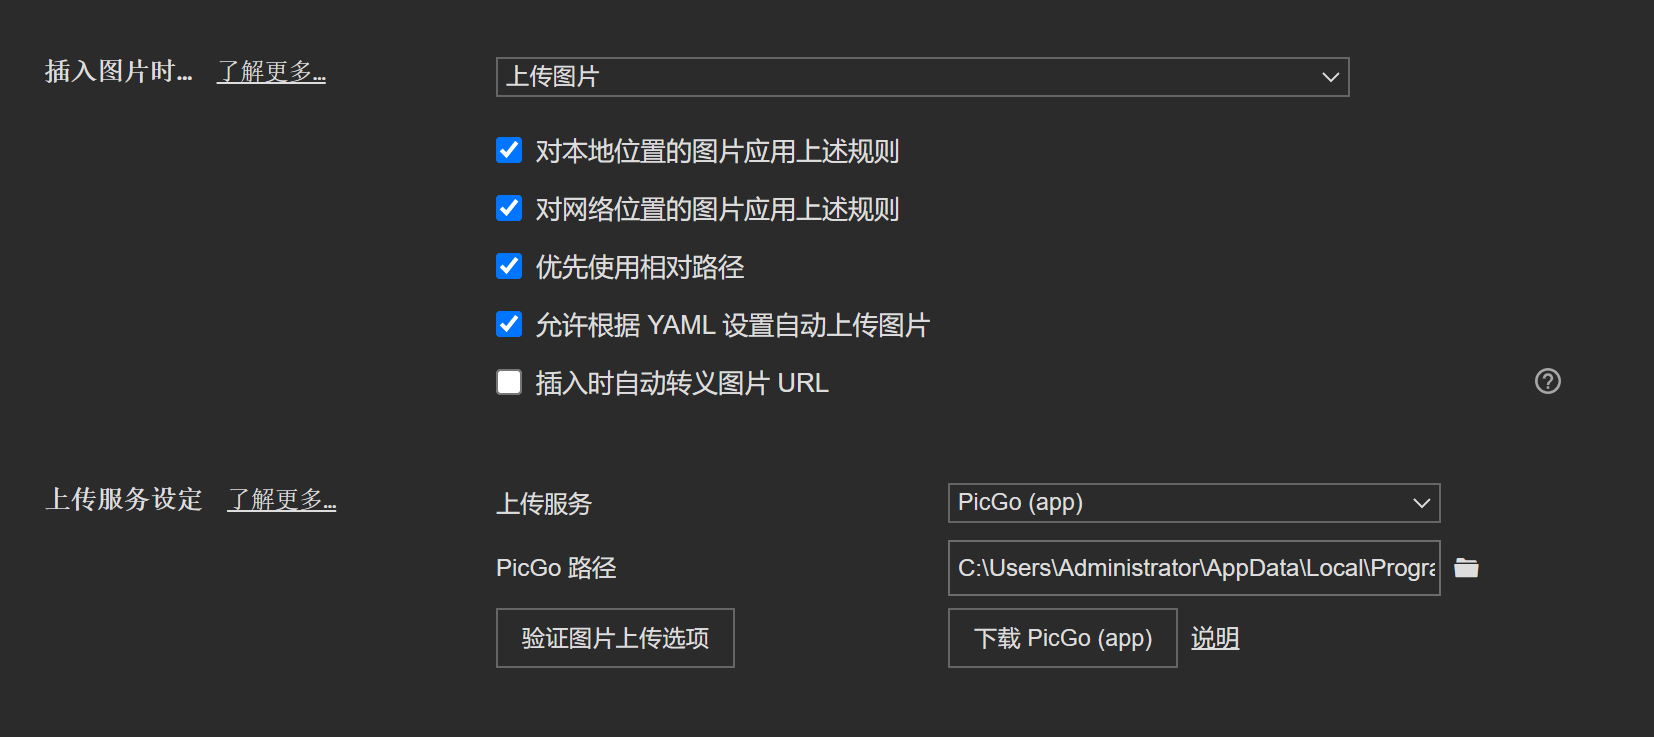 插入图片时... 了解更多... 上传图片
对本地位置的图片应用上述规则
对网络位置的图片应用上述规则
优先使用相对路径
允许根据 YAML 设置自动上传图片
插入时自动转义图片 URL
上传服务设定 了解更多... 上传服务 PicGo (app)
PicGo 路径 C:\Users\Administrator\AppData\Local\Progra
验证图片上传选项 下载 PicGo (app) 说明